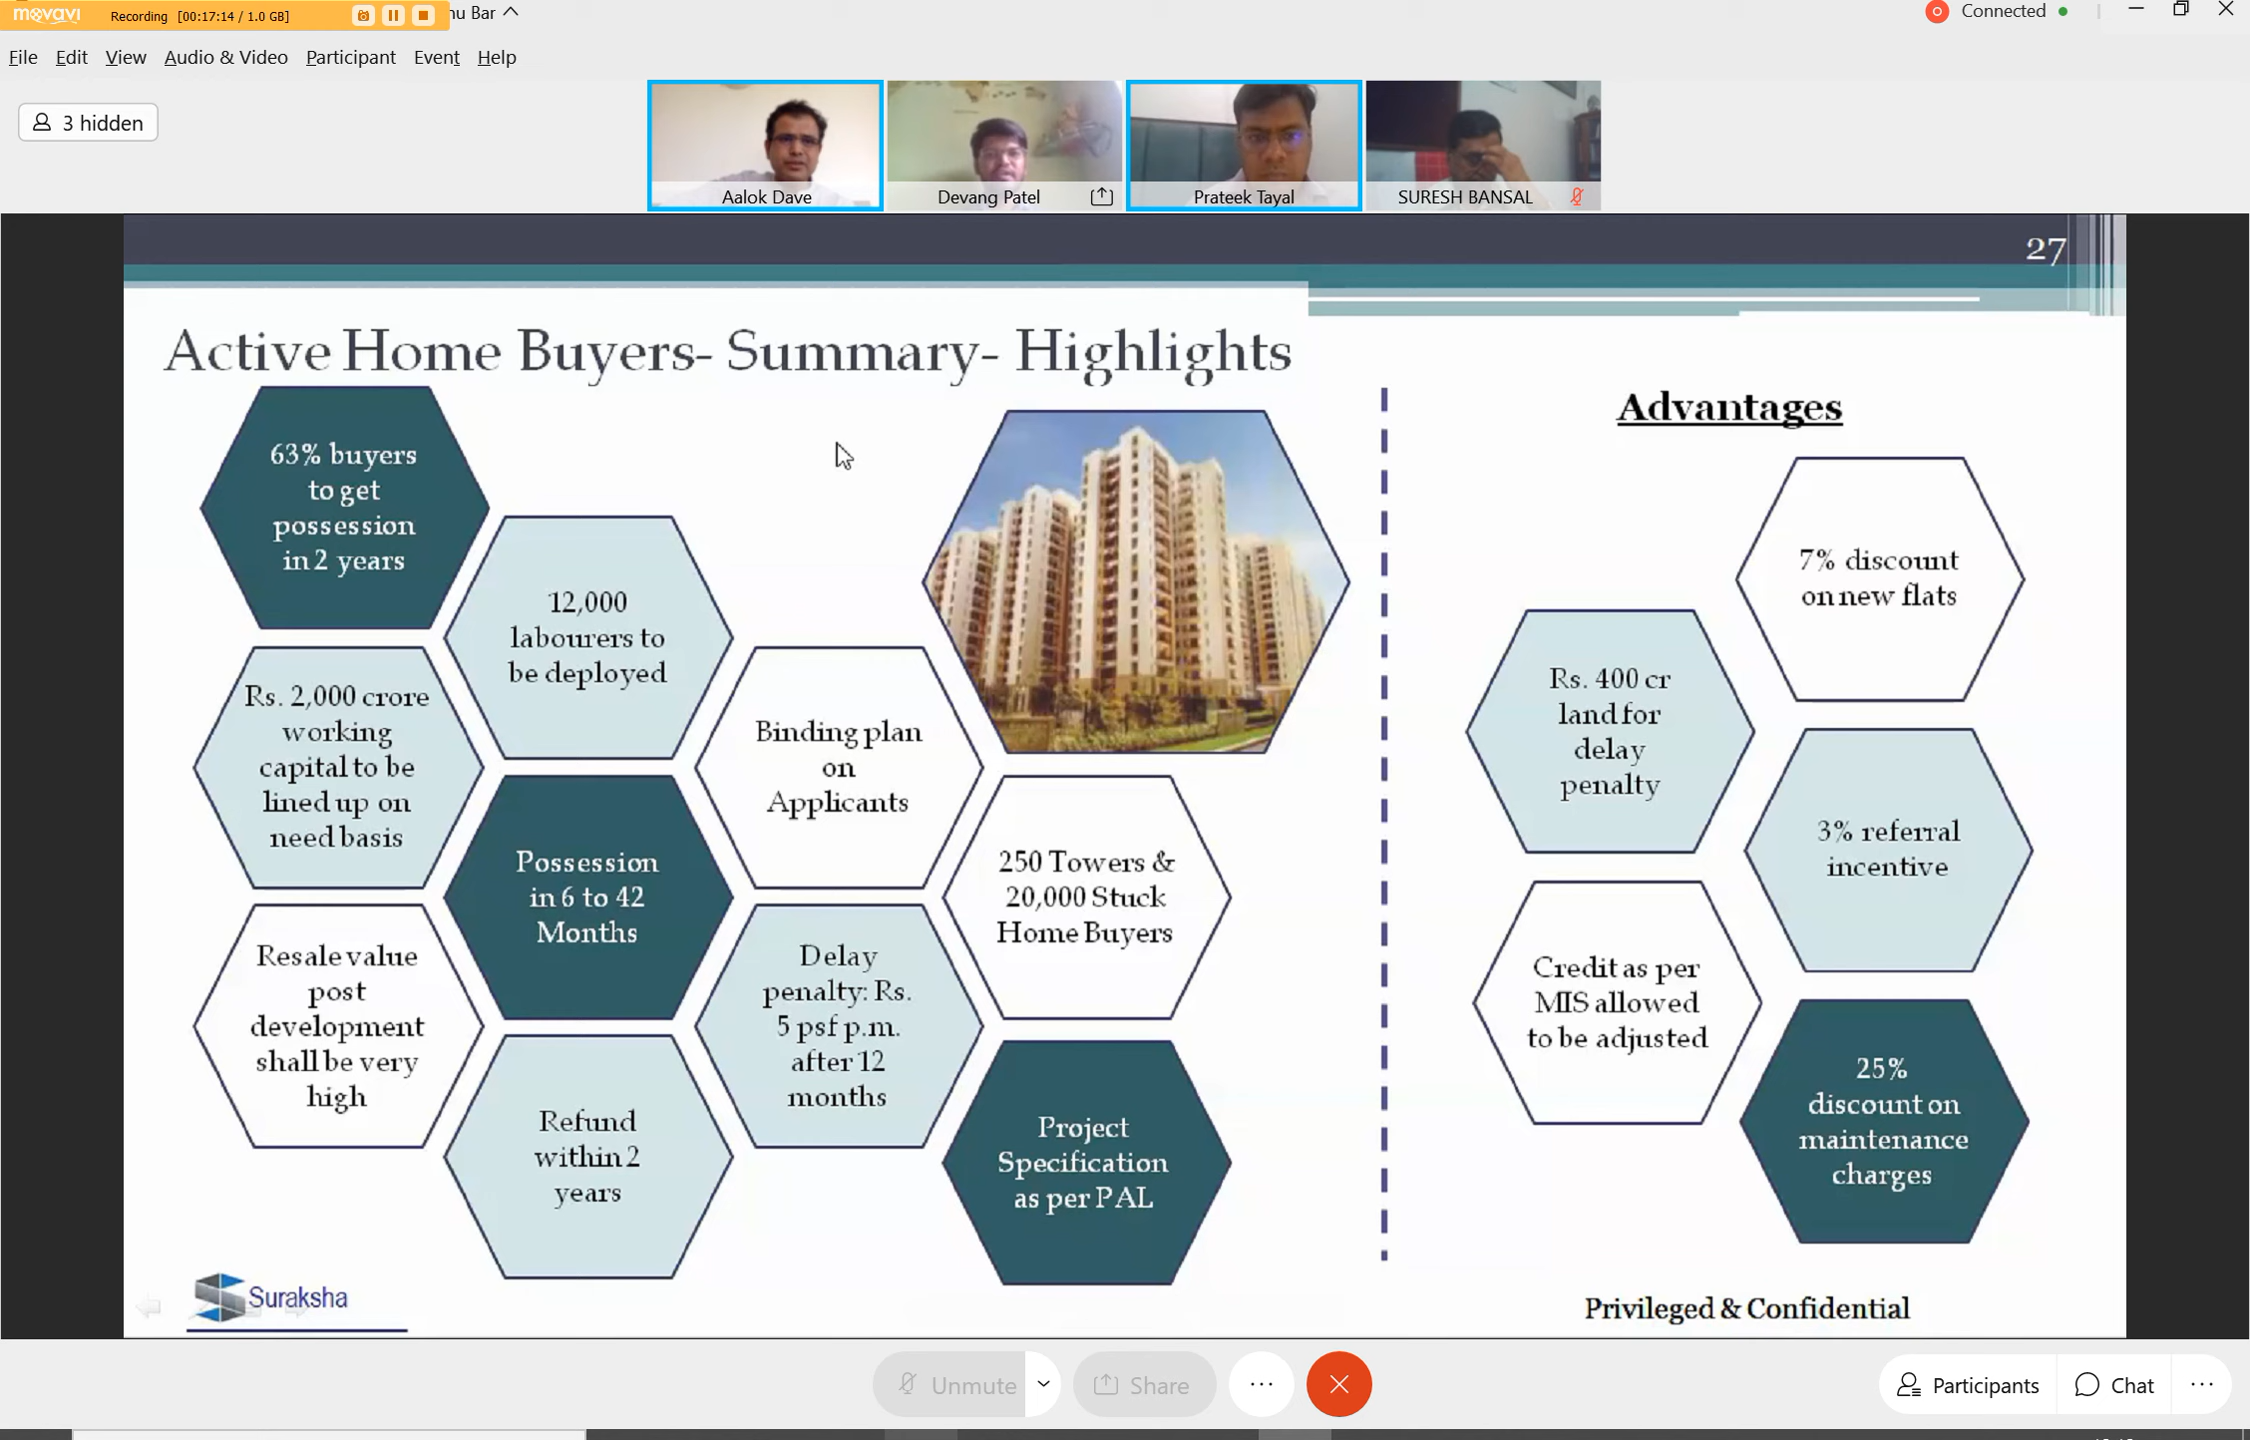 movavi
Recording [00:17:14 / 1.0 GB]
nu Bar
Connected
File Edit View Audio & Video Participant Event Help
3 hidden
Aalok Dave
Devang Patel
Prateek Tayal
SURESH BANSAL
27
Active Home Buyers- Summary- Highlights
63% buyers
to get
possession
in 2 years
12,000
labourers to
be deployed
Rs. 2,000 crore
working
capital to be
lined up on
need basis
Binding plan
on
Applicants
Possession
in 6 to 42
Months
250 Towers &
20,000 Stuck
Home Buyers
Resale value
post
development
shall be very
high
Delay
penalty: Rs.
5 psf p.m.
after 12
months
Refund
within 2
years
Project
Specification
as per PAL
Advantages
7% discount
on new flats
Rs. 400 cr
land for
delay
penalty
3% referral
incentive
Credit as per
MIS allowed
to be adjusted
25%
discount on
maintenance
charges
Suraksha
Privileged & Confidential
Unmute
Share
Participants
Chat